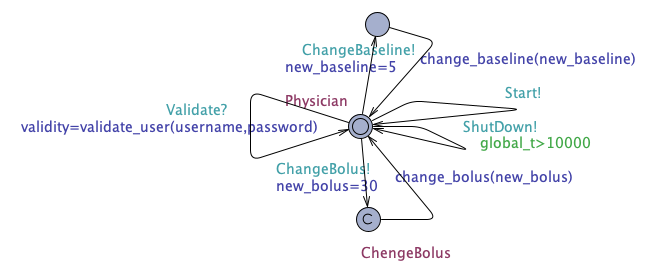 ChangeBaseline!
new_baseline=5
change_baseline(new_baseline)
Physician
Start!
Validate?
validity=validate_user(username,password)
ShutDown!
global_t>10000
ChangeBolus!
new_bolus=30
change_bolus(new_bolus)
C
ChengeBolus